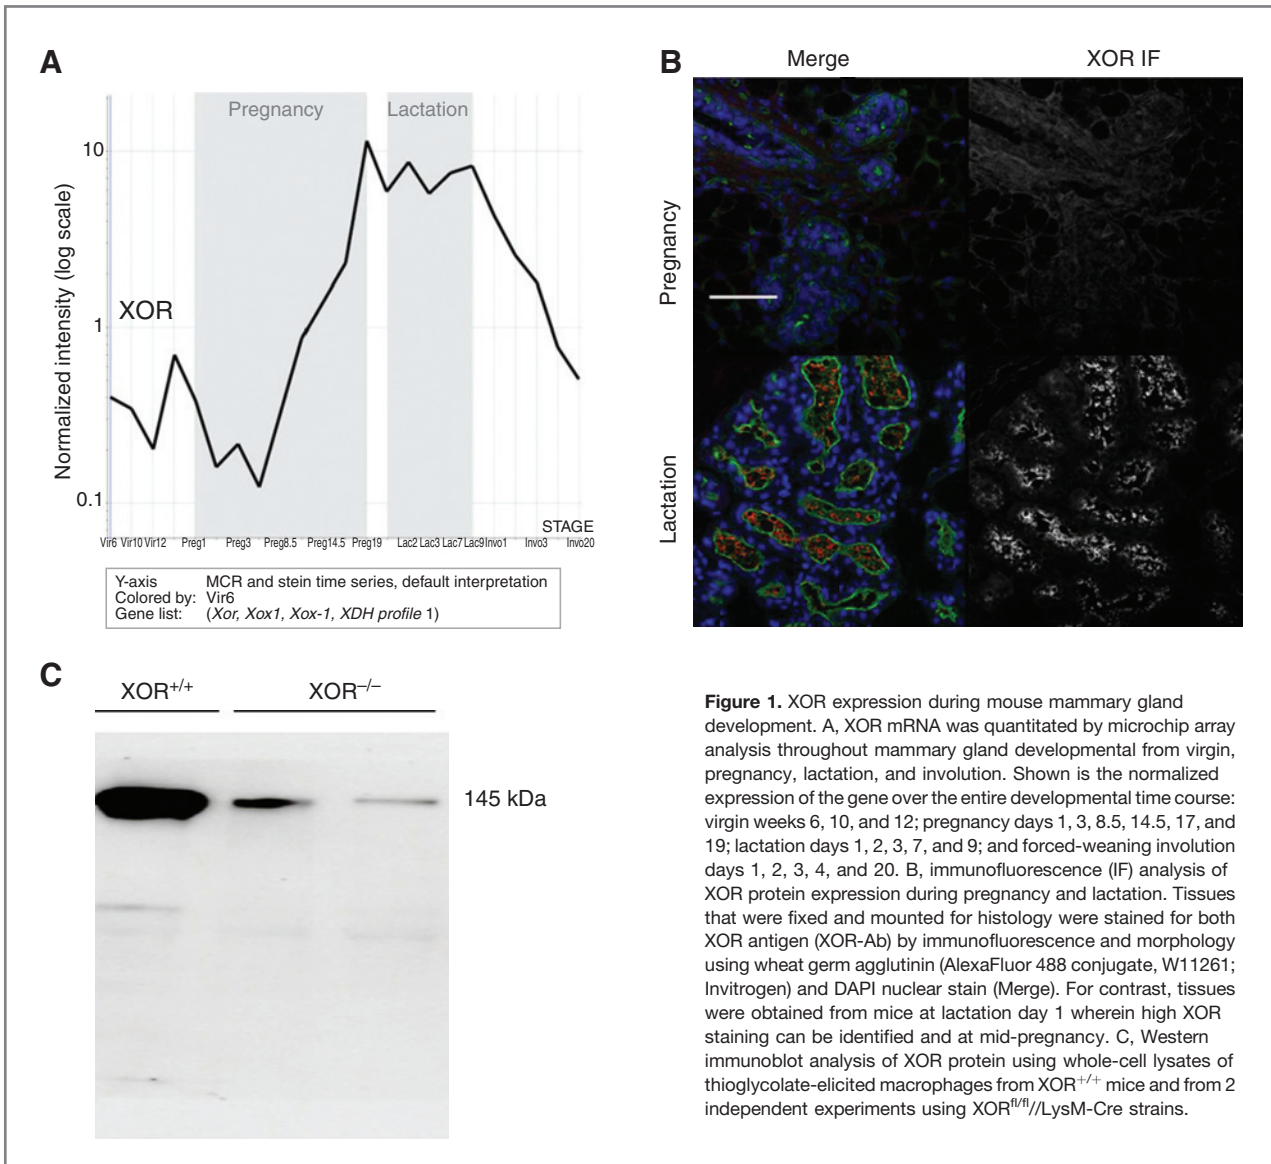 A
Pregnancy
Lactation
10
1
0.1
Normalized intensity (log scale)
XOR
STAGE
Vir6 Vir10 Vir12 Preg1 Preg3 Preg8.5 Preg14.5 Preg19 Lac2 Lac3 Lac7 Lac9 Invo1 Invo3 Invo20
Y-axis MCR and stein time series, default interpretation
Colored by: Vir6
Gene list: (Xor, Xox1, Xox-1, XDH profile 1)
B
Merge XOR IF
Pregnancy
Lactation
C
XOR+/+ XOR–/–
145 kDa
Figure 1. XOR expression during mouse mammary gland
development. A, XOR mRNA was quantitated by microchip array
analysis throughout mammary gland developmental from virgin,
pregnancy, lactation, and involution. Shown is the normalized
expression of the gene over the entire developmental time course:
virgin weeks 6, 10, and 12; pregnancy days 1, 3, 8.5, 14.5, 17, and
19; lactation days 1, 2, 3, 7, and 9; and forced-weaning involution
days 1, 2, 3, 4, and 20. B, immunofluorescence (IF) analysis of
XOR protein expression during pregnancy and lactation. Tissues
that were fixed and mounted for histology were stained for both
XOR antigen (XOR-Ab) by immunofluorescence and morphology
using wheat germ agglutinin (AlexaFluor 488 conjugate, W11261;
Invitrogen) and DAPI nuclear stain (Merge). For contrast, tissues
were obtained from mice at lactation day 1 wherein high XOR
staining can be identified and at mid-pregnancy. C, Western
immunoblot analysis of XOR protein using whole-cell lysates of
thioglycolate-elicited macrophages from XOR+/+ mice and from 2
independent experiments using XORfl/fl//LysM-Cre strains.